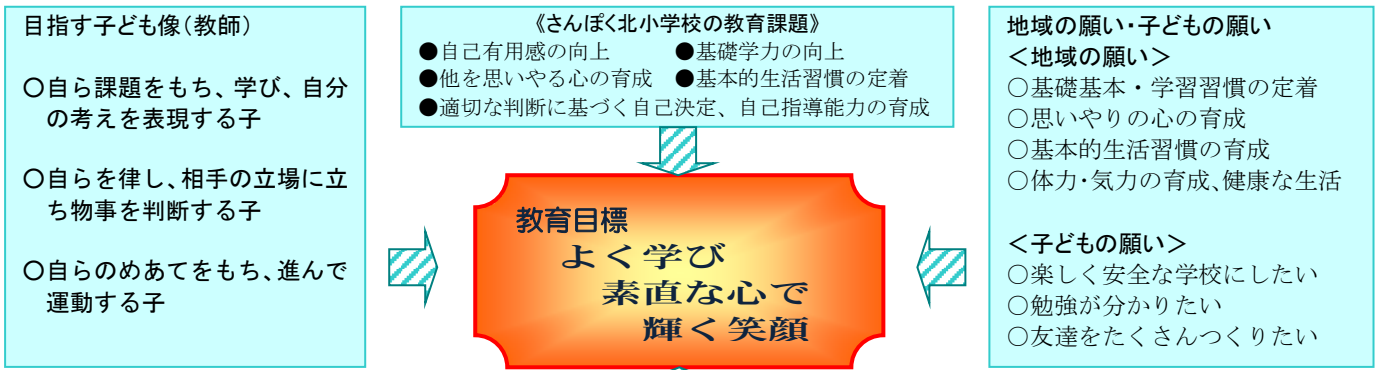 目指す子ども像(教師)
○自ら課題をもち、学び、自分
の考えを表現する子
○自らを律し、相手の立場に立
ち物事を判断する子
○自らのめあてをもち、進んで
運動する子
《さんぽく北小学校の教育課題》
●自己有用感の向上 ●基礎学力の向上
●他を思いやる心の育成 ●基本的生活習慣の定着
●適切な判断に基づく自己決定、自己指導能力の育成
教育目標
よく学び
素直な心で
輝く笑顔
地域の願い・子どもの願い
<地域の願い>
○基礎基本・学習習慣の定着
○思いやりの心の育成
○基本的生活習慣の育成
○体力・気力の育成、健康な生活
<子どもの願い>
○楽しく安全な学校にしたい
○勉強が分かりたい
○友達をたくさんつくりたい